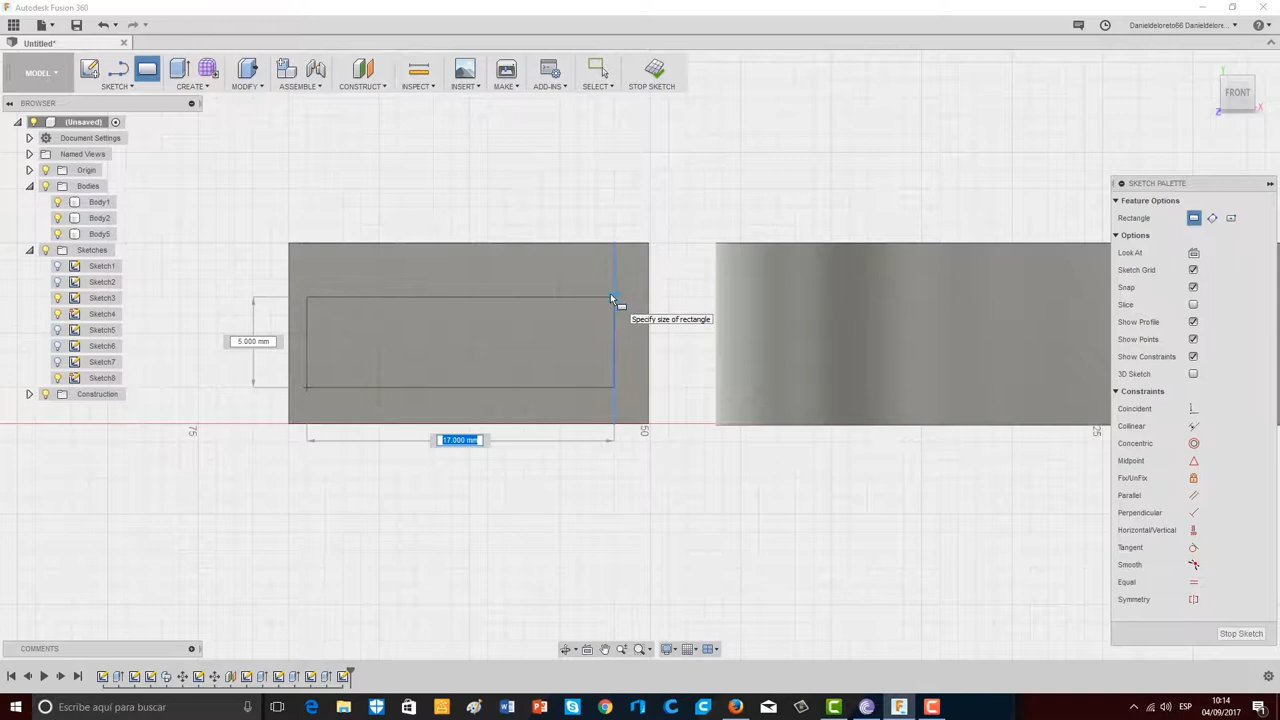 Autodesk Fusion 360
Danieldeloreto66 Danieldelore...
Untitled*
MODEL
SKETCH
CREATE
MODIFY
ASSEMBLE
CONSTRUCT
INSPECT
INSERT
MAKE
ADD-INS
SELECT
STOP SKETCH
FRONT
Y
X
Z
BROWSER
(Unsaved)
Document Settings
Named Views
Origin
Bodies
Body1
Body2
Body5
Sketches
Sketch1
Sketch2
Sketch3
Sketch4
Sketch5
Sketch6
Sketch7
Sketch8
Construction
5.000 mm
17.000 mm
Specify size of rectangle
75
50
25
SKETCH PALETTE
Feature Options
Rectangle
Options
Look At
Sketch Grid
Snap
Slice
Show Profile
Show Points
Show Constraints
3D Sketch
Constraints
Coincident
Collinear
Concentric
Midpoint
Fix/UnFix
Parallel
Perpendicular
Horizontal/Vertical
Tangent
Smooth
Equal
Symmetry
Stop Sketch
COMMENTS
Escribe aquí para buscar
ESP
10:14
04/09/2017